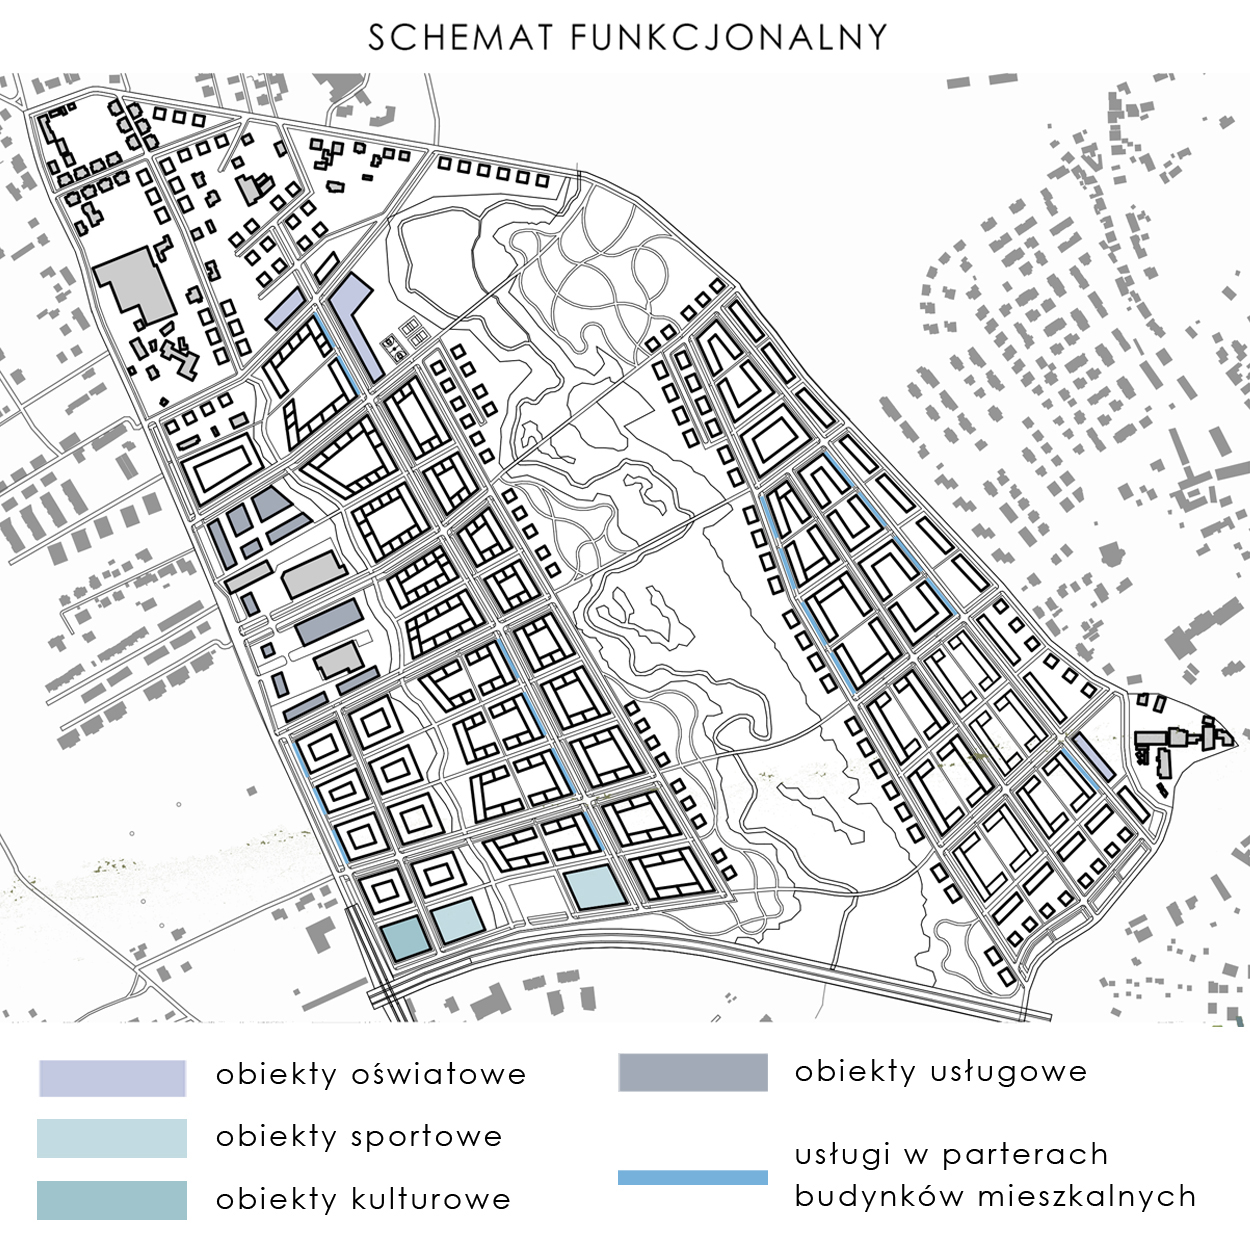 SCHEMAT FUNKCJONALNY
obiekty oświatowe
obiekty sportowe
obiekty kulturowe
obiekty usługowe
usługi w parterach
budynków mieszkalnych